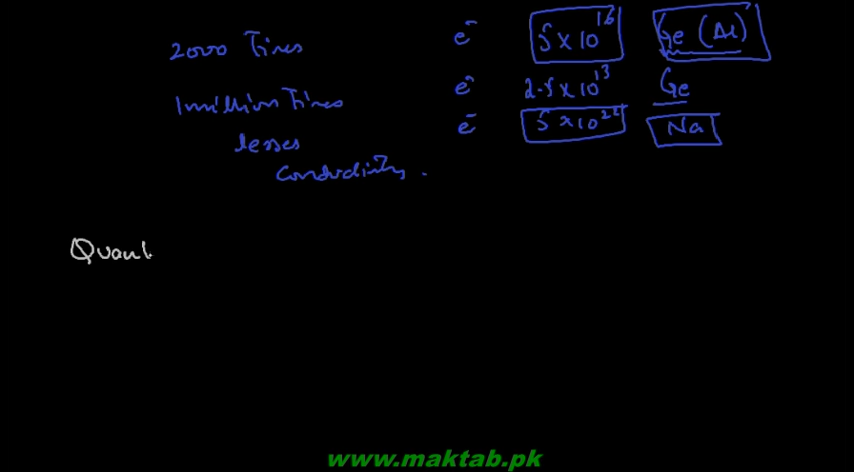 2000 Times e⁻ 5 x 10¹⁶ Ge (Al)
1 million Times e⁻ 2.5 x 10¹³ Ge
lesser e⁻ 5 x 10²² Na
conductivity.
Quant
www.maktab.pk